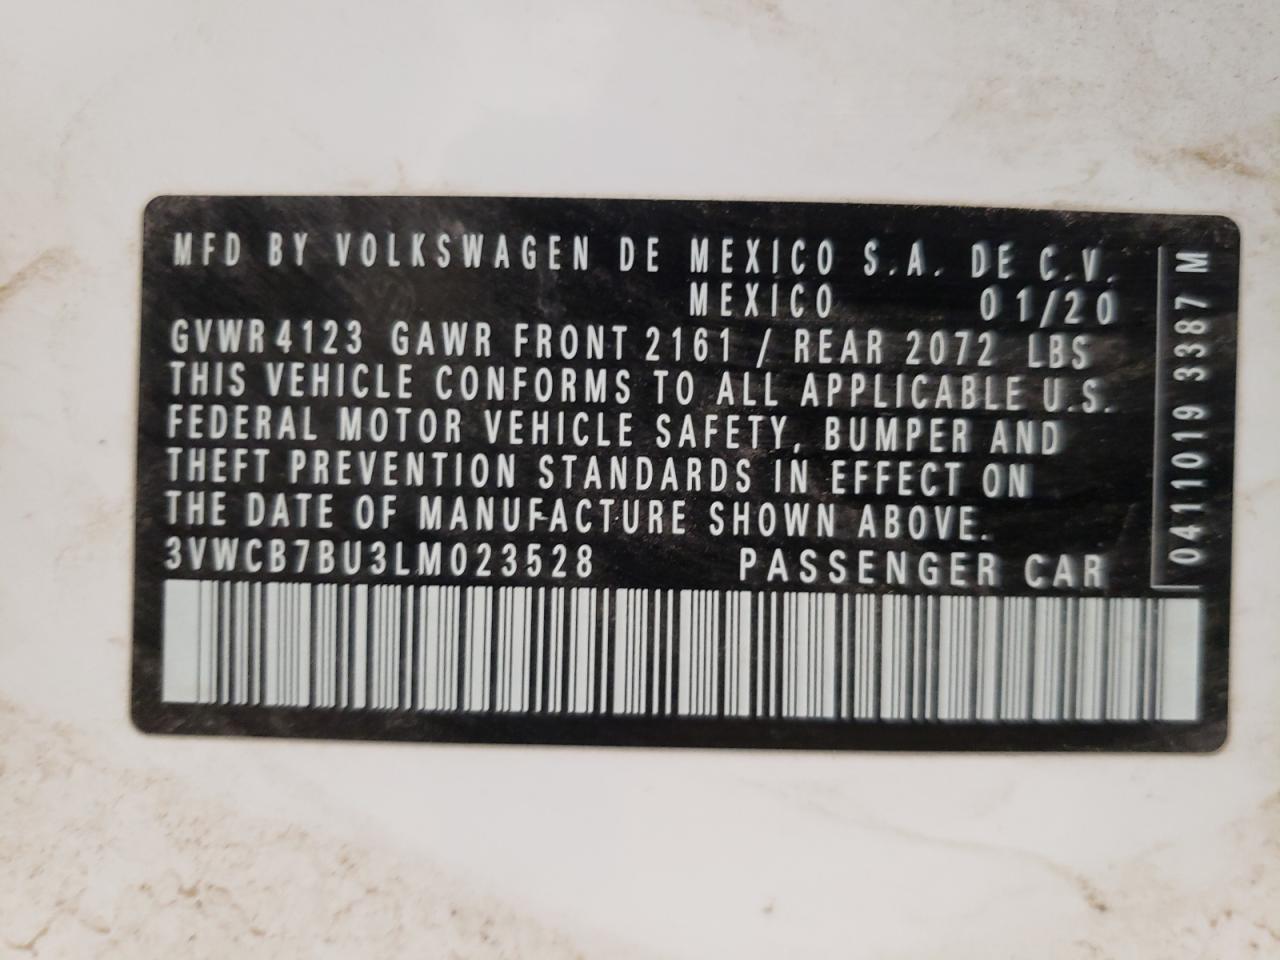 MFD BY VOLKSWAGEN DE MEXICO S.A. DE C.V.
MEXICO 01/20
GVWR 4123 GAWR FRONT 2161 / REAR 2072 LBS
THIS VEHICLE CONFORMS TO ALL APPLICABLE U.S.
FEDERAL MOTOR VEHICLE SAFETY, BUMPER AND
THEFT PREVENTION STANDARDS IN EFFECT ON
THE DATE OF MANUFACTURE SHOWN ABOVE.
3VWCB7BU3LM023528 PASSENGER CAR
0411019 3387 M